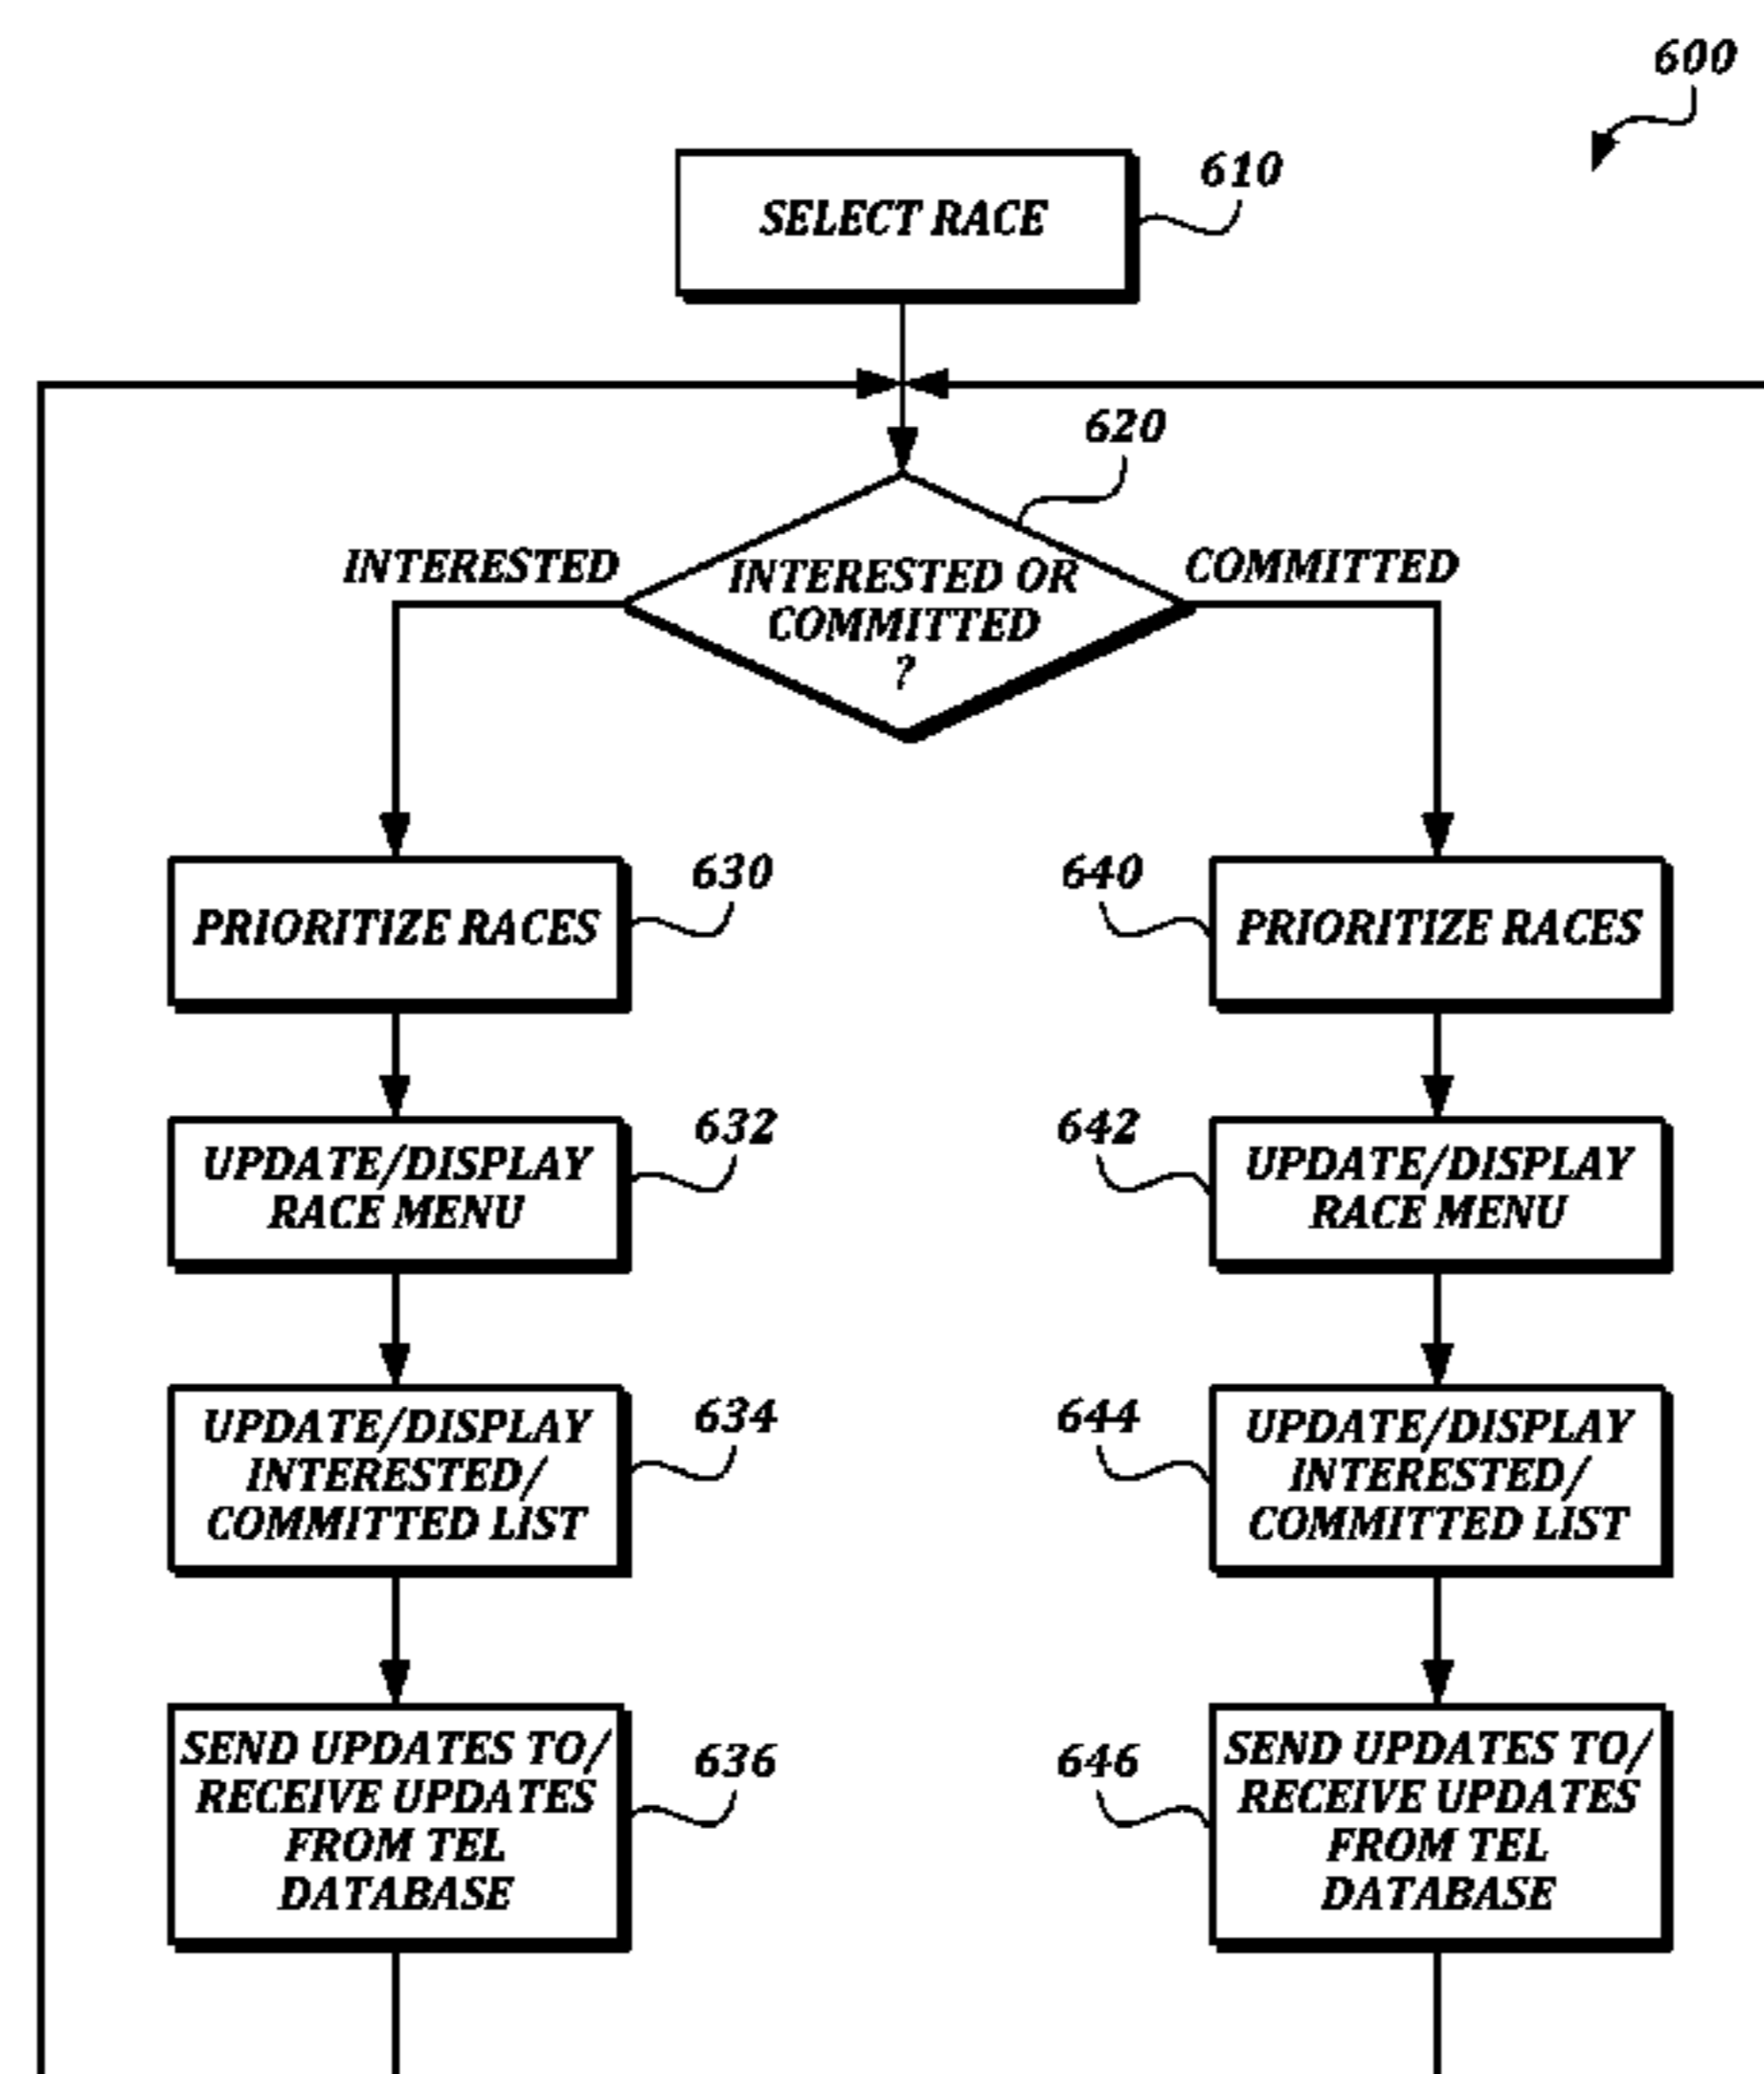 600
610
SELECT RACE
620
INTERESTED
INTERESTED OR
COMMITTED
?
COMMITTED
630
PRIORITIZE RACES
640
PRIORITIZE RACES
632
UPDATE/DISPLAY
RACE MENU
642
UPDATE/DISPLAY
RACE MENU
634
UPDATE/DISPLAY
INTERESTED/
COMMITTED LIST
644
UPDATE/DISPLAY
INTERESTED/
COMMITTED LIST
636
SEND UPDATES TO/
RECEIVE UPDATES
FROM TEL
DATABASE
646
SEND UPDATES TO/
RECEIVE UPDATES
FROM TEL
DATABASE